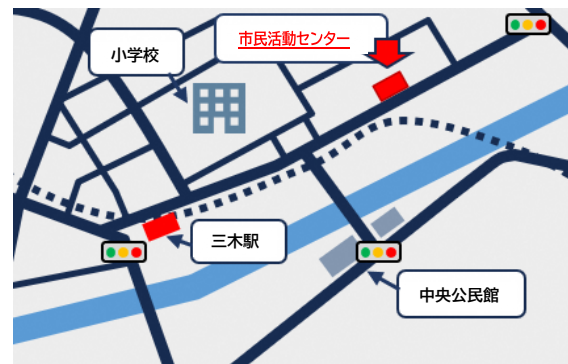 市民活動センター
小学校
三木駅
中央公民館